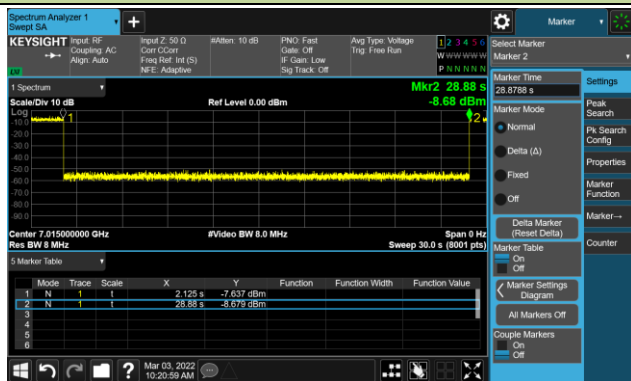 Spectrum Analyzer 1
Swept SA
+
Marker
KEYSIGHT
Input: RF
Coupling: AC
Align: Auto
Input Z: 50 Ω
Corr CCorr
Freq Ref: Int (S)
NFE: Adaptive
#Atten: 10 dB
PNO: Fast
Gate: Off
IF Gain: Low
Sig Track: Off
Avg Type: Voltage
Trig: Free Run
1 2 3 4 5 6
W W W W W W
P N N N N N
Select Marker
Marker 2
LXI
1 Spectrum
Mkr2 28.88 s
Scale/Div 10 dB
Ref Level 0.00 dBm
-8.68 dBm
Log
-10.0
-20.0
-30.0
-40.0
-50.0
-60.0
-70.0
-80.0
-90.0
1
2
Center 7.015000000 GHz
#Video BW 8.0 MHz
Span 0 Hz
Res BW 8 MHz
Sweep 30.0 s (8001 pts)
5 Marker Table
Mode Trace Scale X Y Function Function Width Function Value
1 N 1 t 2.125 s -7.637 dBm
2 N 1 t 28.88 s -8.679 dBm
3
4
5
6
Marker Time
28.8788 s
Marker Mode
Normal
Delta (Δ)
Fixed
Off
Delta Marker
(Reset Delta)
Marker Table
On
Off
Marker Settings
Diagram
All Markers Off
Couple Markers
On
Off
Settings
Peak
Search
Pk Search
Config
Properties
Marker
Function
Marker→
Counter
?
Mar 03, 2022
10:20:59 AM